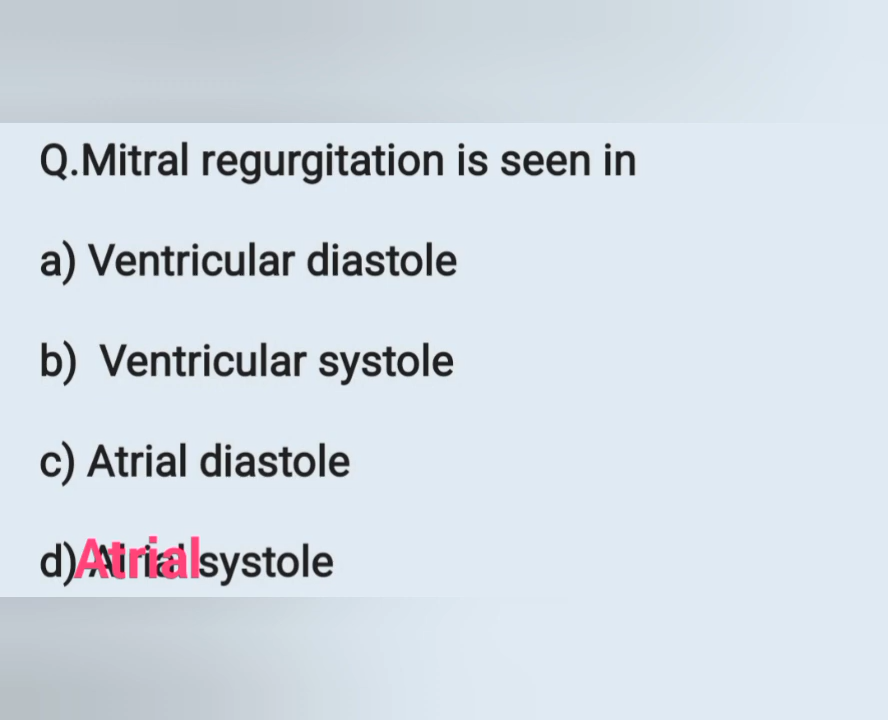 Q.Mitral regurgitation is seen in
a) Ventricular diastole
b) Ventricular systole
c) Atrial diastole
d)Atrial systole